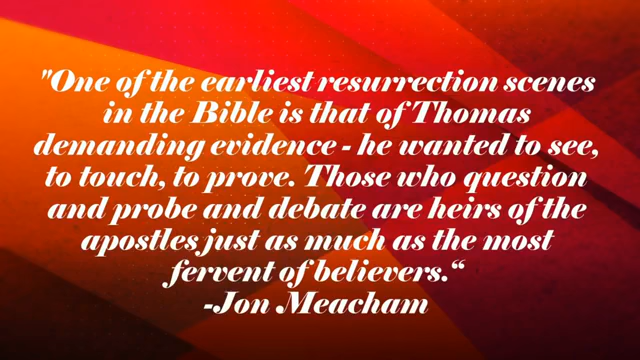 "One of the earliest resurrection scenes
in the Bible is that of Thomas
demanding evidence - he wanted to see,
to touch, to prove. Those who question
and probe and debate are heirs of the
apostles just as much as the most
fervent of believers.“
-Jon Meacham